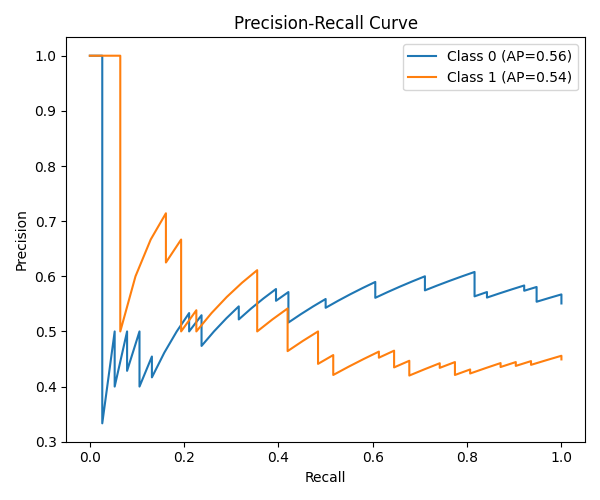 Precision-Recall Curve
Class 0 (AP=0.56)
Class 1 (AP=0.54)
1.0
0.9
0.8
0.7
0.6
0.5
0.4
0.3
Precision
0.0 0.2 0.4 0.6 0.8 1.0
Recall